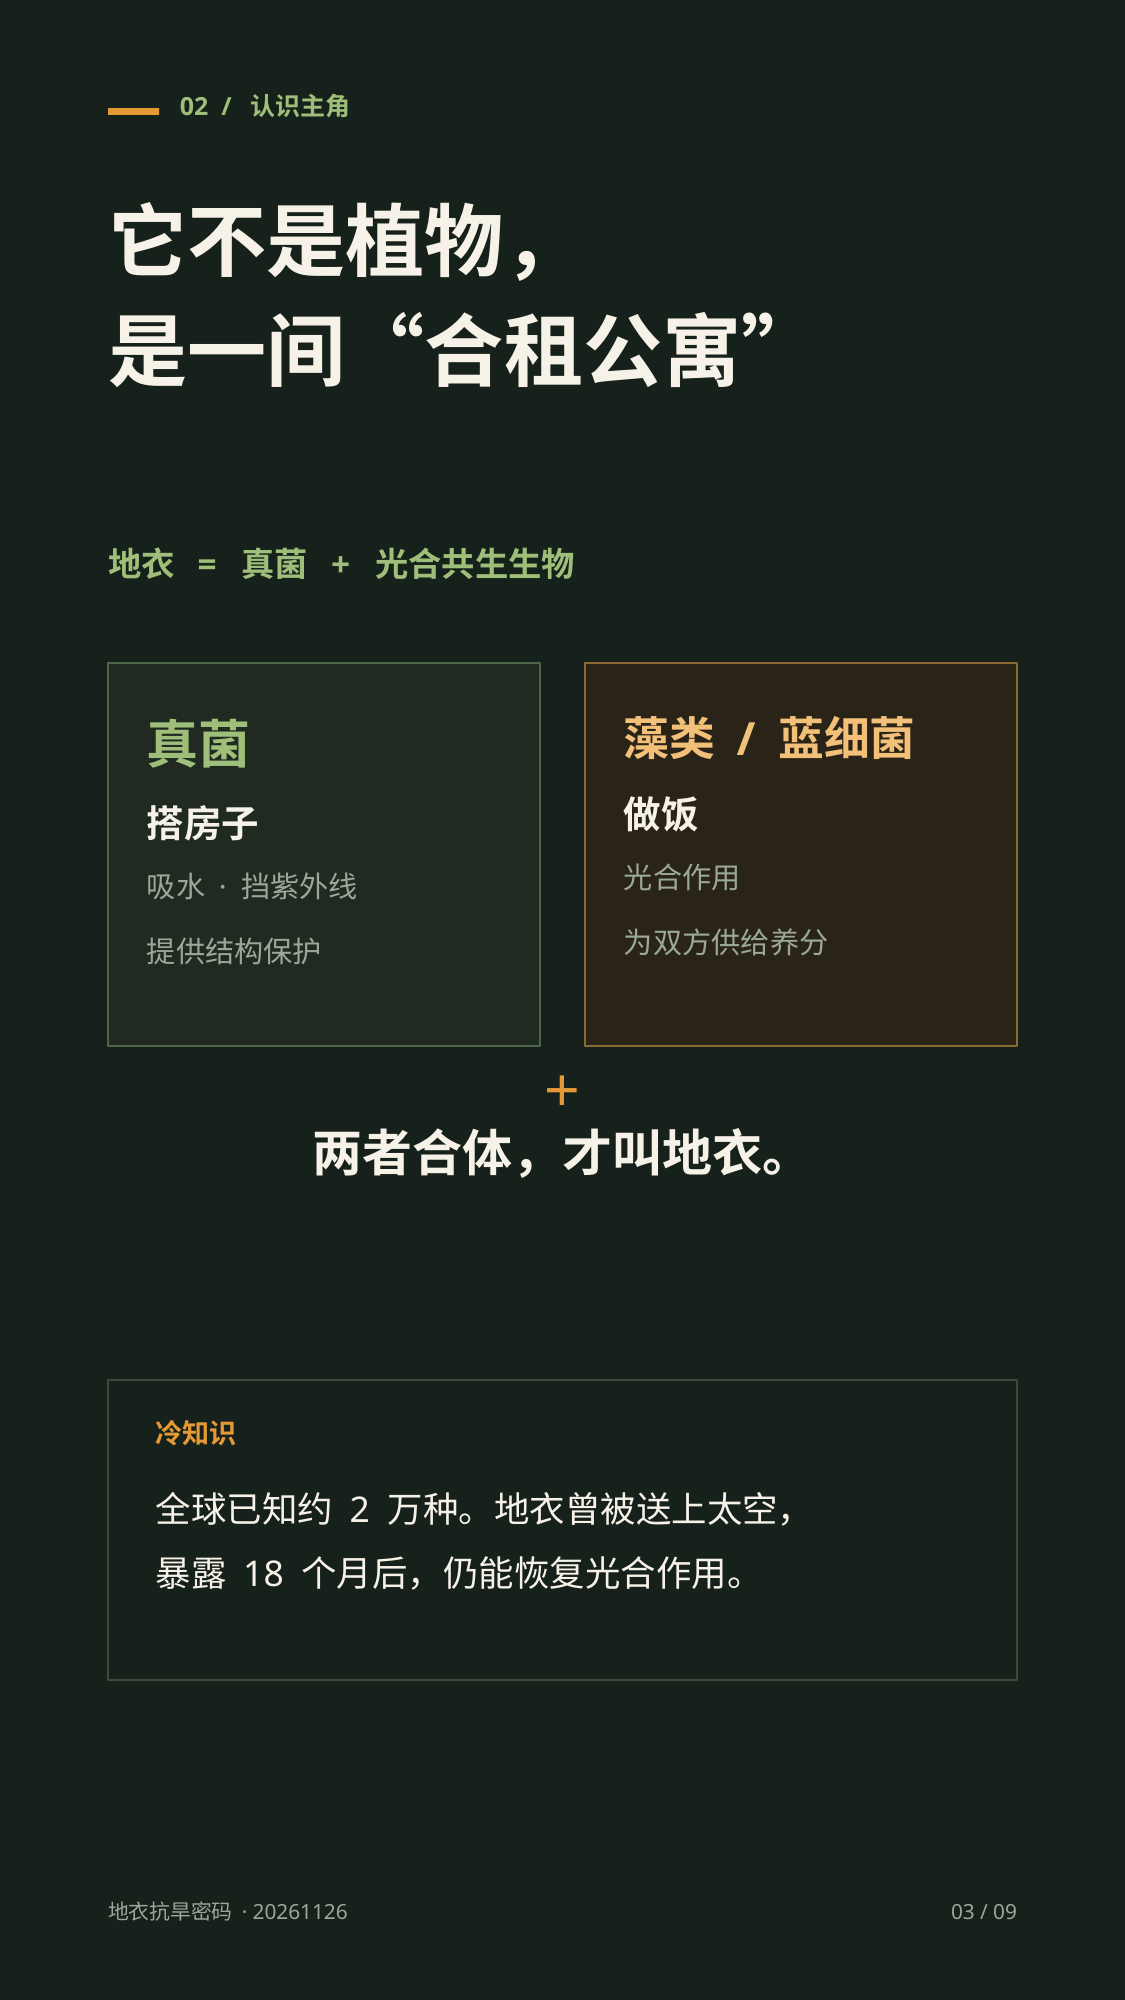 02 / 认识主角
它不是植物，
是一间“合租公寓”
地衣 = 真菌 + 光合共生生物
真菌
搭房子
吸水 · 挡紫外线
提供结构保护
藻类 / 蓝细菌
做饭
光合作用
为双方供给养分
+
两者合体，才叫地衣。
冷知识
全球已知约 2 万种。地衣曾被送上太空，
暴露 18 个月后，仍能恢复光合作用。
地衣抗旱密码 · 20261126
03 / 09